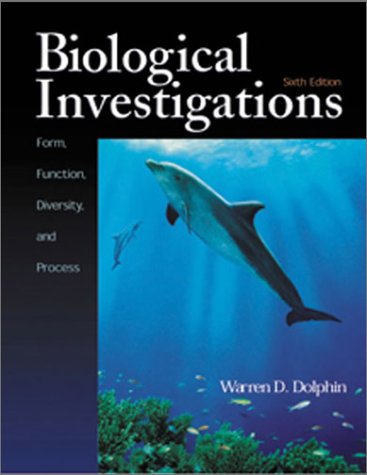 Biological
Sixth Edition
Investigations
Form,
Function,
Diversity,
and
Process
Warren D. Dolphin